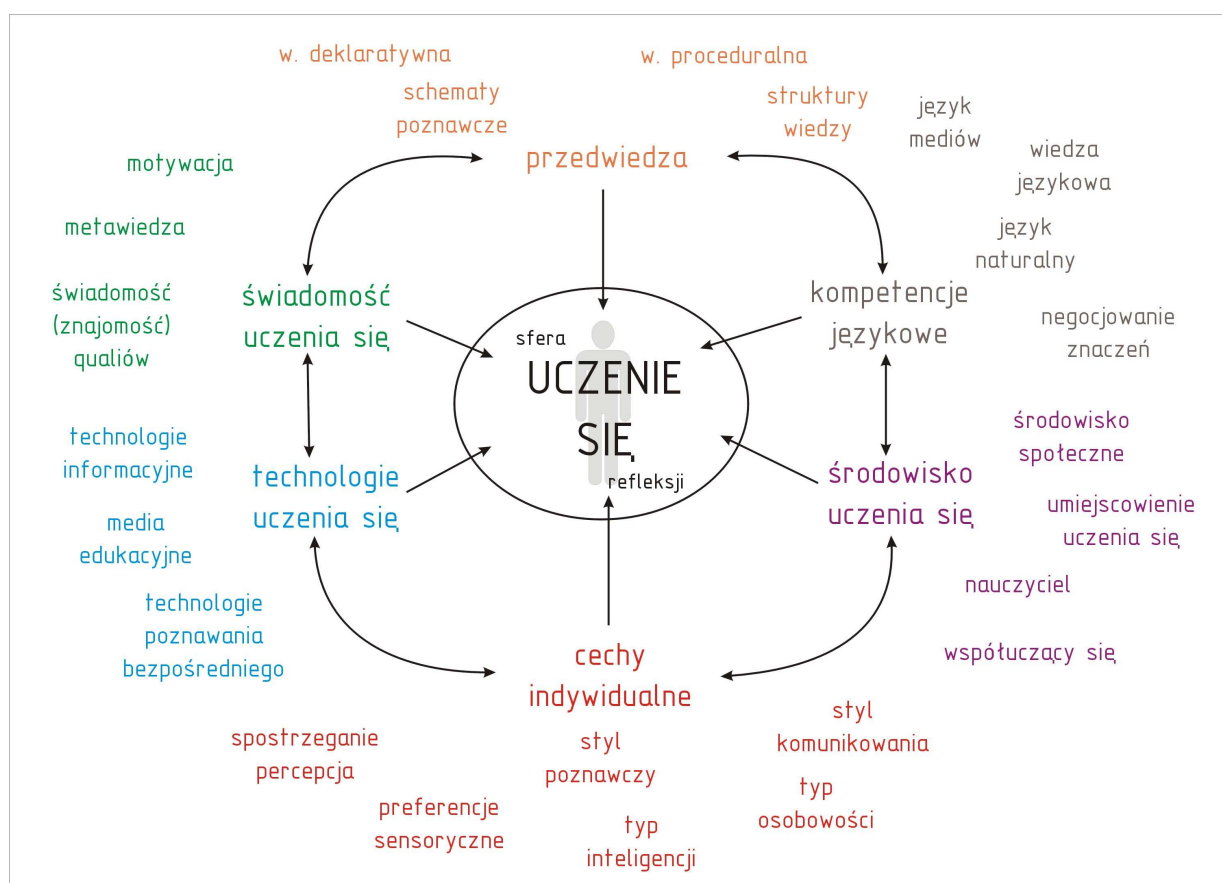 w. deklaratywna
w. proceduralna
schematy
poznawcze
struktury
wiedzy
przedwiedza
język
mediów
wiedza
językowa
język
naturalny
kompetencje
językowe
negocjowanie
znaczeń
motywacja
metawiedza
świadomość
(znajomość)
qualiów
świadomość
uczenia się
sfera
UCZENIE
SIĘ
refleksji
technologie
informacyjne
media
edukacyjne
technologie
poznawania
bezpośredniego
technologie
uczenia się
środowisko
uczenia się
środowisko
społeczne
umiejscowienie
uczenia się
nauczyciel
współuczący się
cechy
indywidualne
spostrzeganie
percepcja
preferencje
sensoryczne
styl
poznawczy
typ
inteligencji
styl
komunikowania
typ
osobowości